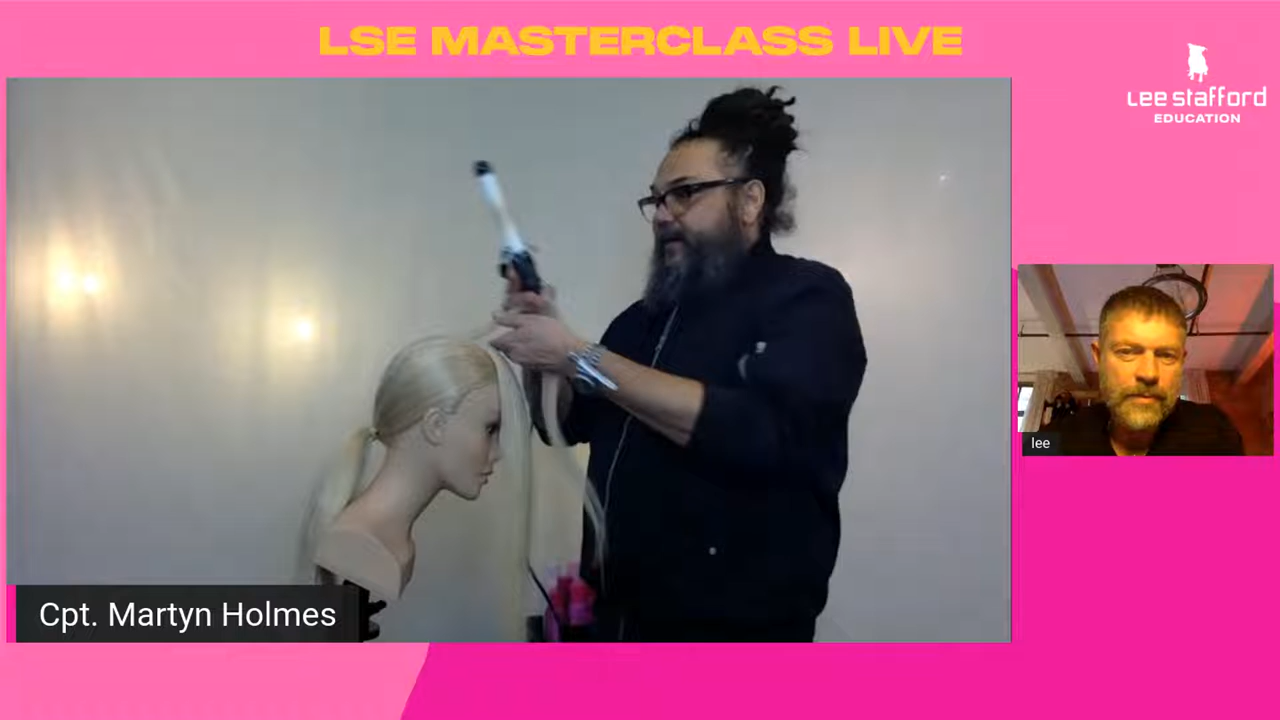 LSE MASTERCLASS LIVE
Lee Stafford
EDUCATION
lee
Cpt. Martyn Holmes